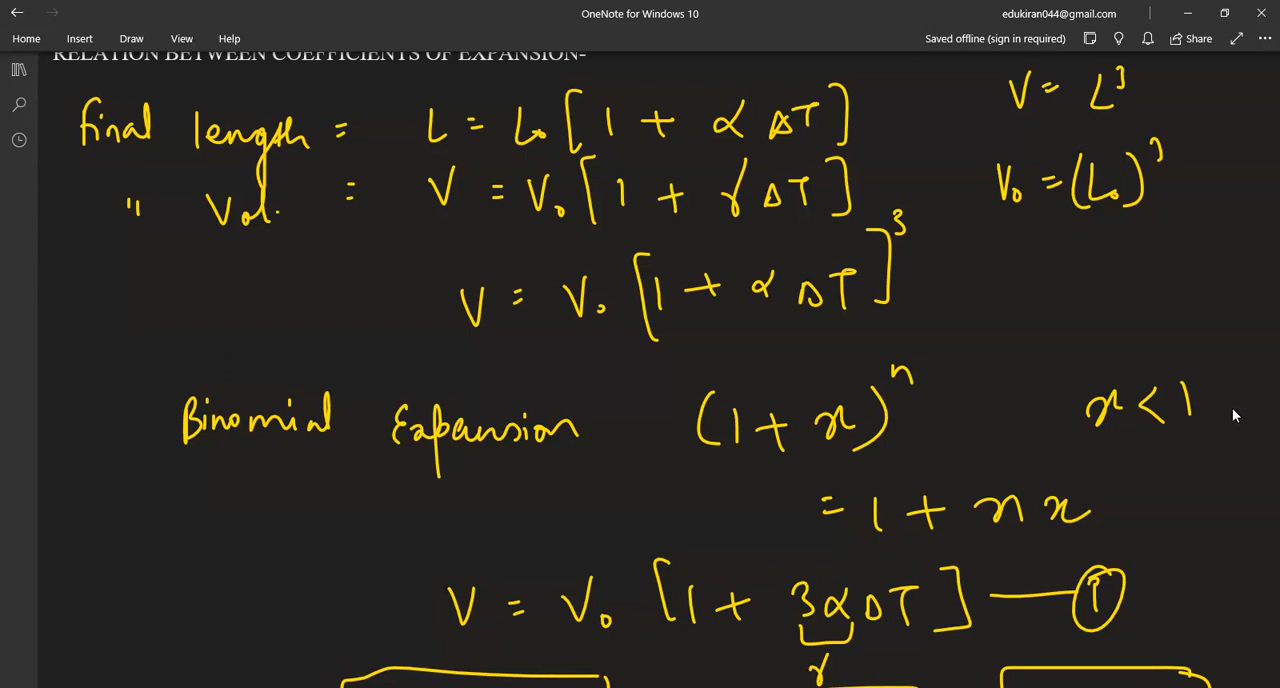 OneNote for Windows 10
edukiran044@gmail.com
Home Insert Draw View Help
Saved offline (sign in required) Share
RELATION BETWEEN COEFFICIENTS OF EXPANSION-
final length = L = L₀ [1 + α ΔT]
V = L³
" Vol. = V = V₀ [1 + γ ΔT]
V₀ = (L₀)³
V = V₀ [1 + α ΔT]³
Binomial Expansion (1 + x)ⁿ x < 1
= 1 + n x
V = V₀ [1 + 3α ΔT] — ①
γ